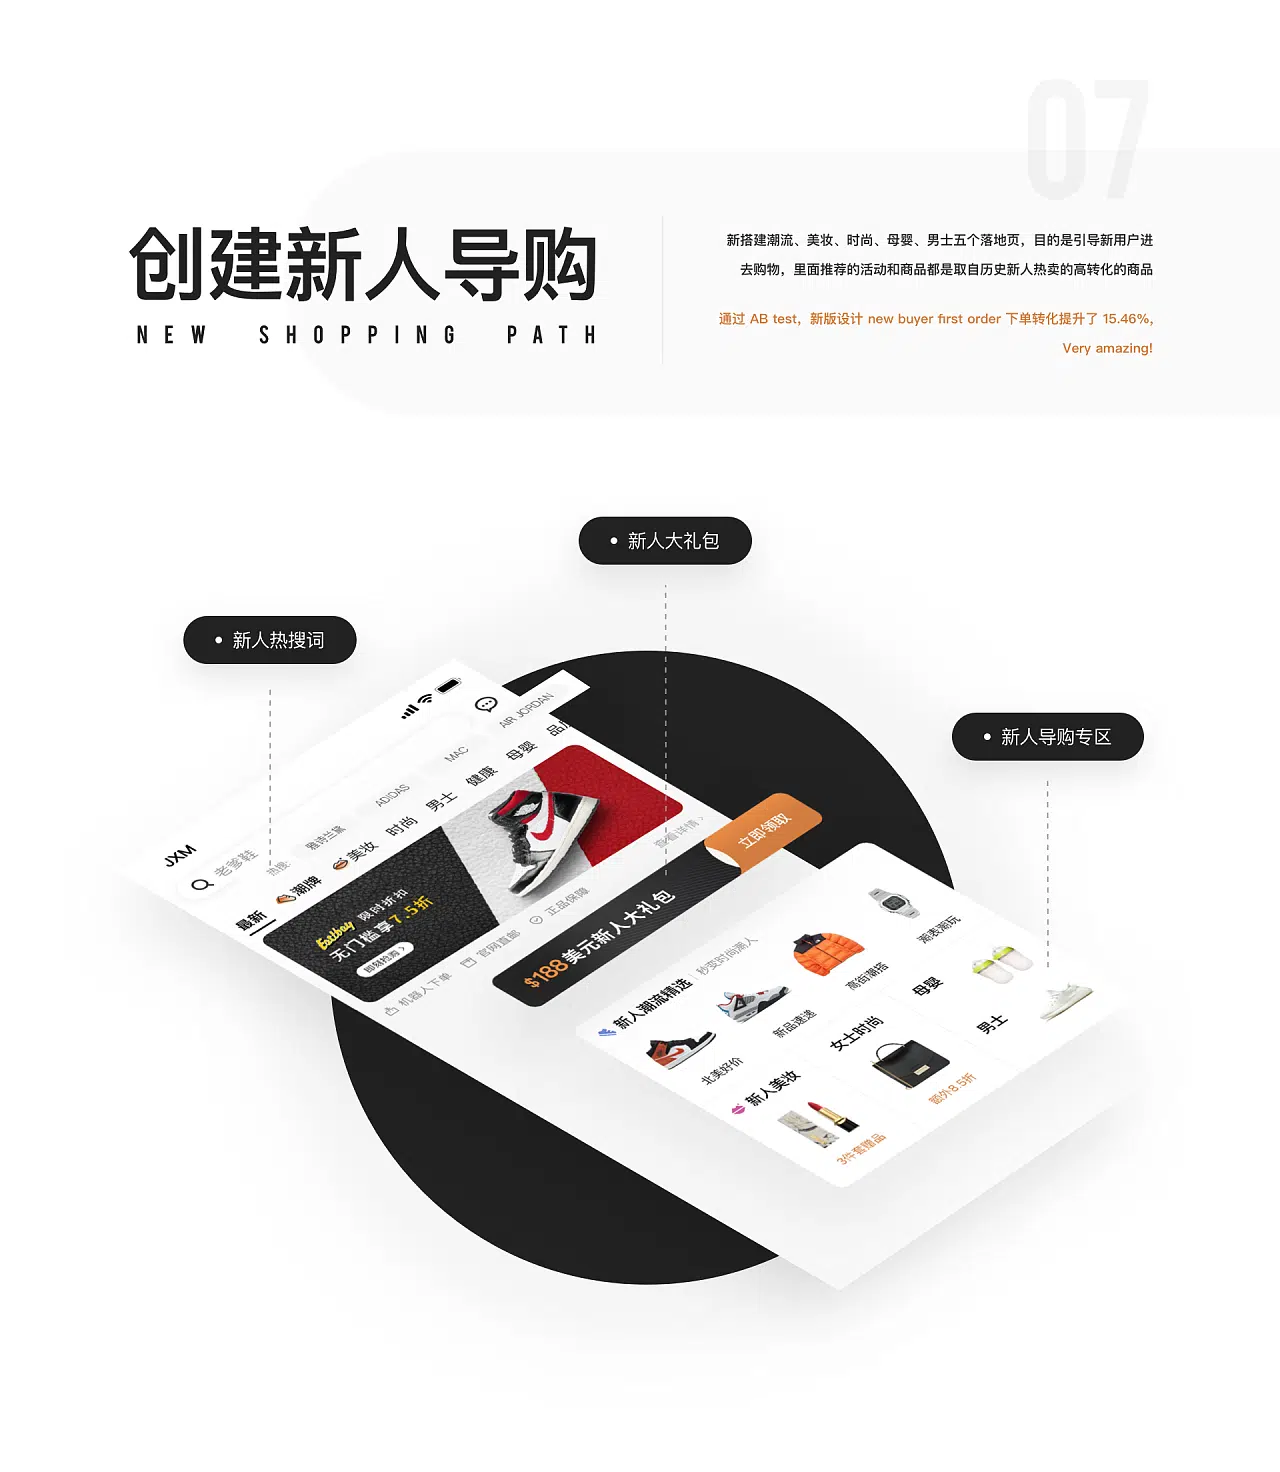 07
创建新人导购
NEW SHOPPING PATH
新搭建潮流、美妆、时尚、母婴、男士五个落地页，目的是引导新用户进
去购物，里面推荐的活动和商品都是取自历史新人热卖的高转化的商品
通过 AB test，新版设计 new buyer first order 下单转化提升了 15.46%，
Very amazing!
新人大礼包
新人热搜词
新人导购专区
JXM
老爹鞋
热搜:
雅诗兰黛
ADIDAS
MAC
AIR JORDAN
最新
潮牌
美妆
时尚
男士
健康
母婴
Eastbay 限时折扣
无门槛享7.5折
即刻抢购 >
机器人下单
官网直邮
正品保障
查看详情 >
$188美元新人大礼包
立即领取
新人潮流精选 | 秒变时尚潮人
北美好价
新品速递
高街潮搭
潮表潮玩
新人美妆
3件套赠品
女士时尚
额外8.5折
母婴
男士